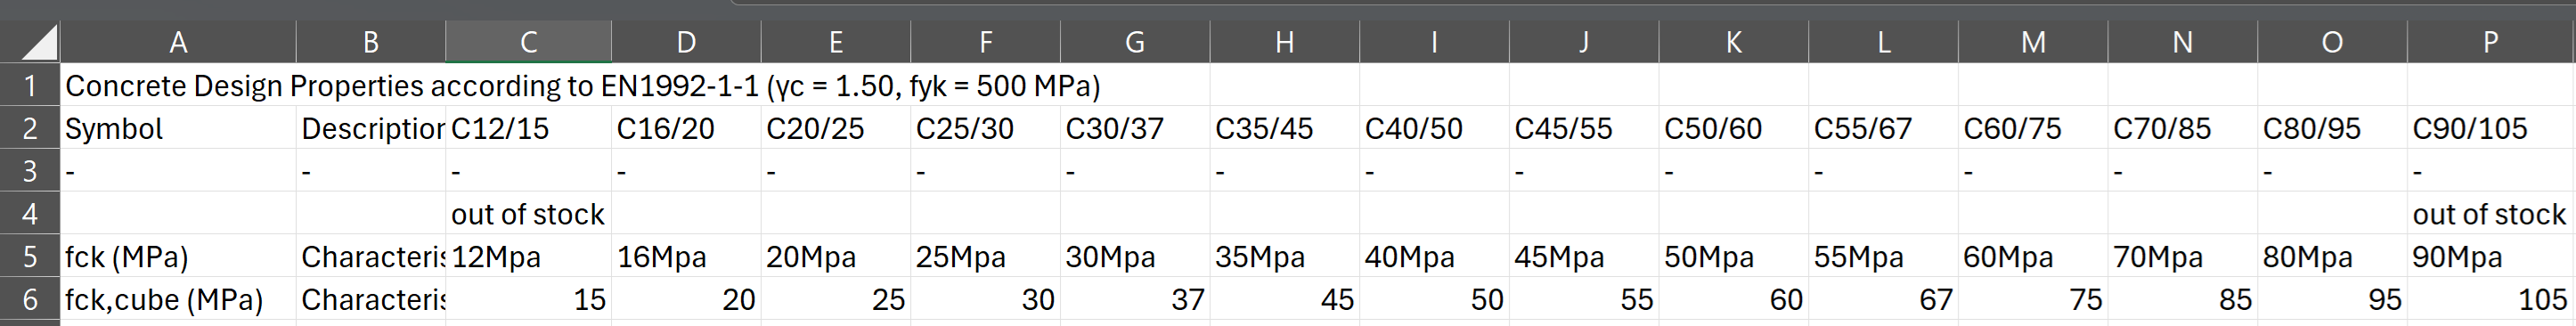 A B C D E F G H I J K L M N O P
1 Concrete Design Properties according to EN1992-1-1 (γc = 1.50, fyk = 500 MPa)
2 Symbol Description C12/15 C16/20 C20/25 C25/30 C30/37 C35/45 C40/50 C45/55 C50/60 C55/67 C60/75 C70/85 C80/95 C90/105
3 - - - - - - - - - - - - - - - -
4 out of stock out of stock
5 fck (MPa) Characteris 12Mpa 16Mpa 20Mpa 25Mpa 30Mpa 35Mpa 40Mpa 45Mpa 50Mpa 55Mpa 60Mpa 70Mpa 80Mpa 90Mpa
6 fck,cube (MPa) Characteris 15 20 25 30 37 45 50 55 60 67 75 85 95 105